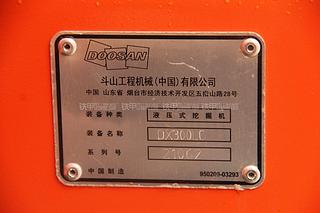 DOOSAN
斗山工程机械(中国)有限公司
中国 山东省 烟台市经济技术开发区五指山路28号
装备种类 液压式挖掘机
装备名称 DX300LC
系列号
中国制造 950209-03293